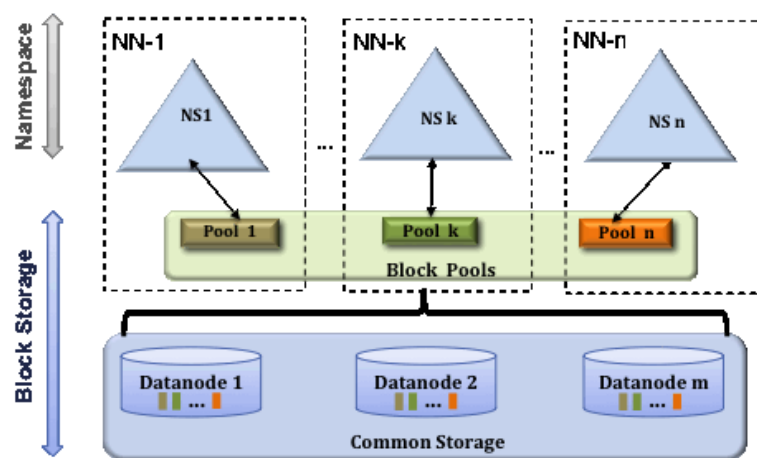 NN-1
NN-k
NN-n
Namespace
NS1
NS k
NS n
...
...
Pool 1
Pool k
Pool n
Block Pools
Block Storage
Datanode 1
Datanode 2
Datanode m
...
...
...
Common Storage